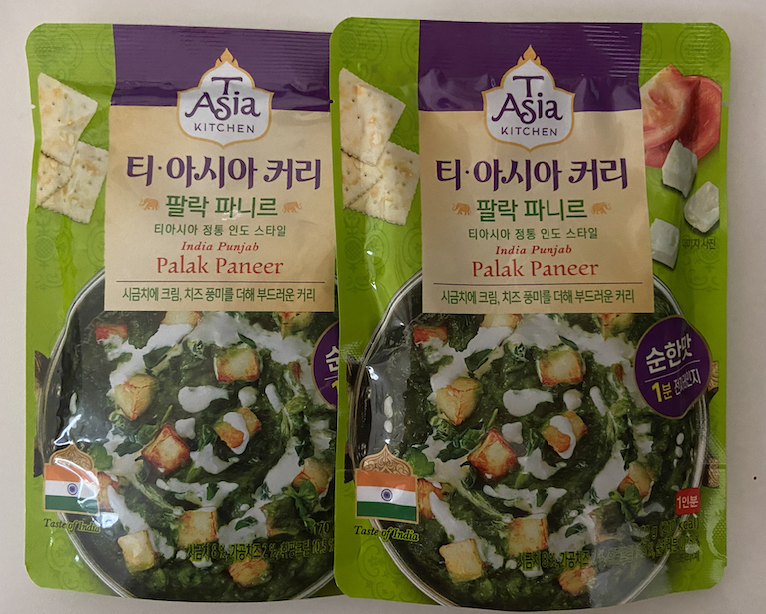 T
Asia
KITCHEN
티·아시아 커리
팔락 파니르
티아시아 정통 인도 스타일
India Punjab
Palak Paneer
시금치에 크림, 치즈 풍미를 더해 부드러운 커리
Taste of India
T
Asia
KITCHEN
티·아시아 커리
팔락 파니르
티아시아 정통 인도 스타일
India Punjab
Palak Paneer
시금치에 크림, 치즈 풍미를 더해 부드러운 커리
순한맛
1분 전자레인지
1인분
Taste of India